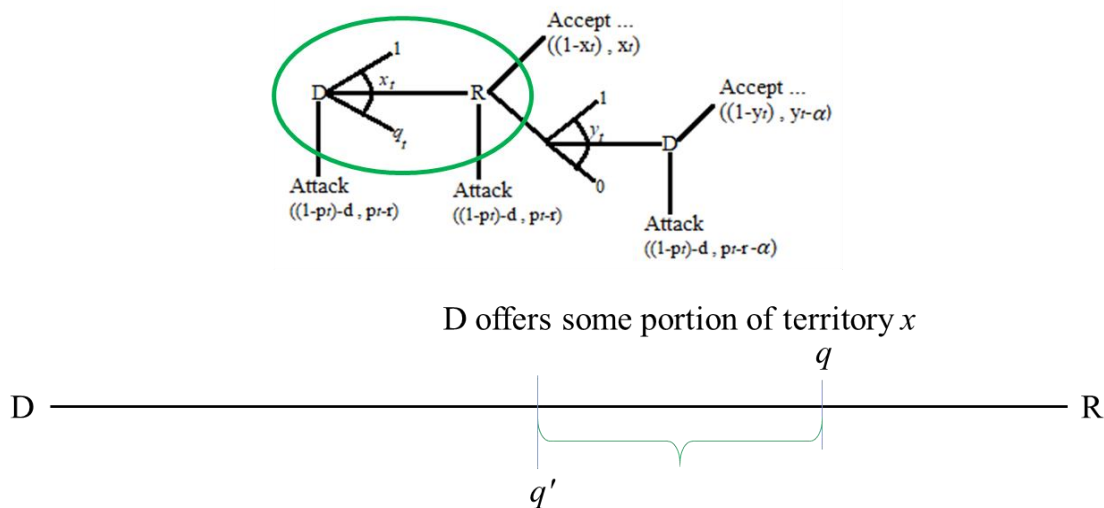 Accept ...
((1-xₜ) , xₜ)
1
D
xₜ
R
qₜ
1
yₜ
0
Accept ...
((1-yₜ) , yₜ-α)
D
Attack
((1-pₜ)-d , pₜ-r)
Attack
((1-pₜ)-d , pₜ-r)
Attack
((1-pₜ)-d , pₜ-r-α)
D offers some portion of territory x
q
D
R
q'